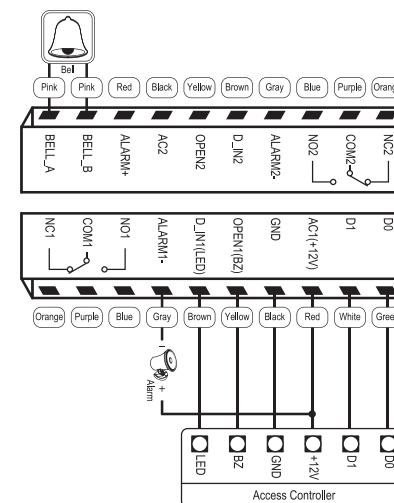 Bell
Pink Pink Red Black Yellow Brown Gray Blue Purple Orang
BELL_A BELL_B ALARM+ AC2 OPEN2 D_IN2 ALARM2- NO2 COM2 NC2
NC1 COM1 NO1 ALARM1- D_IN1(LED) OPEN1(BZ) GND AC1(+12V) D1 D0
Orange Purple Blue Gray Brown Yellow Black Red White Gree
−
+
Alarm
LED BZ GND +12V D1 D0
Access Controller